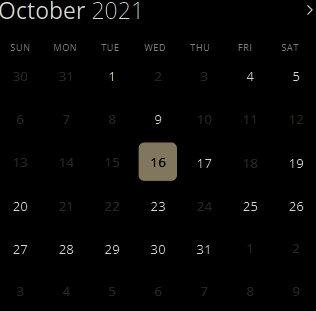 October 2021
SUN MON TUE WED THU FRI SAT
30 31 1 2 3 4 5
6 7 8 9 10 11 12
13 14 15 16 17 18 19
20 21 22 23 24 25 26
27 28 29 30 31 1 2
3 4 5 6 7 8 9